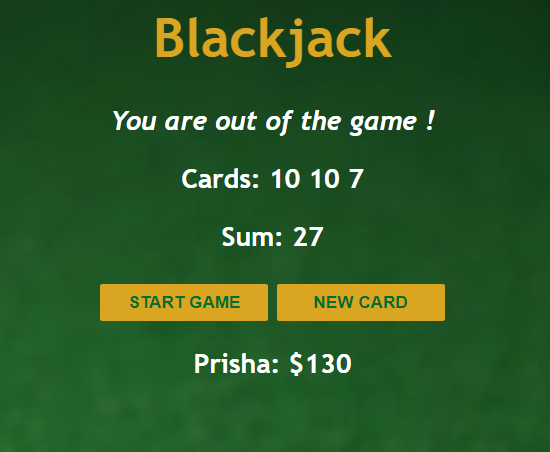 Blackjack
You are out of the game !
Cards: 10 10 7
Sum: 27
START GAME NEW CARD
Prisha: $130